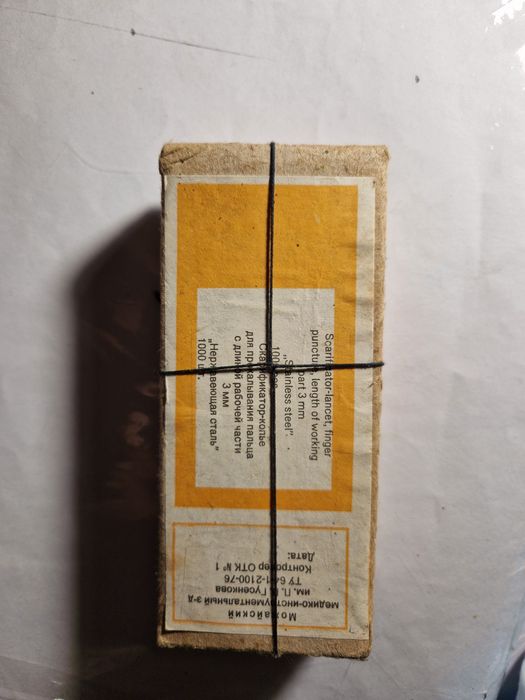 Scarificator-lancet, finger
puncture, length of working
part 3 mm
„Stainless steel".
Скарификатор-копье
для прокалывания пальца
с длиной рабочей части
3 мм
„Нержавеющая сталь"
1000 шт.
Можайский
медико-инструментальный з-д
им. П. Гусенкова
ТУ 64-1-2100-76
Контролер ОТК № 1
Дата: